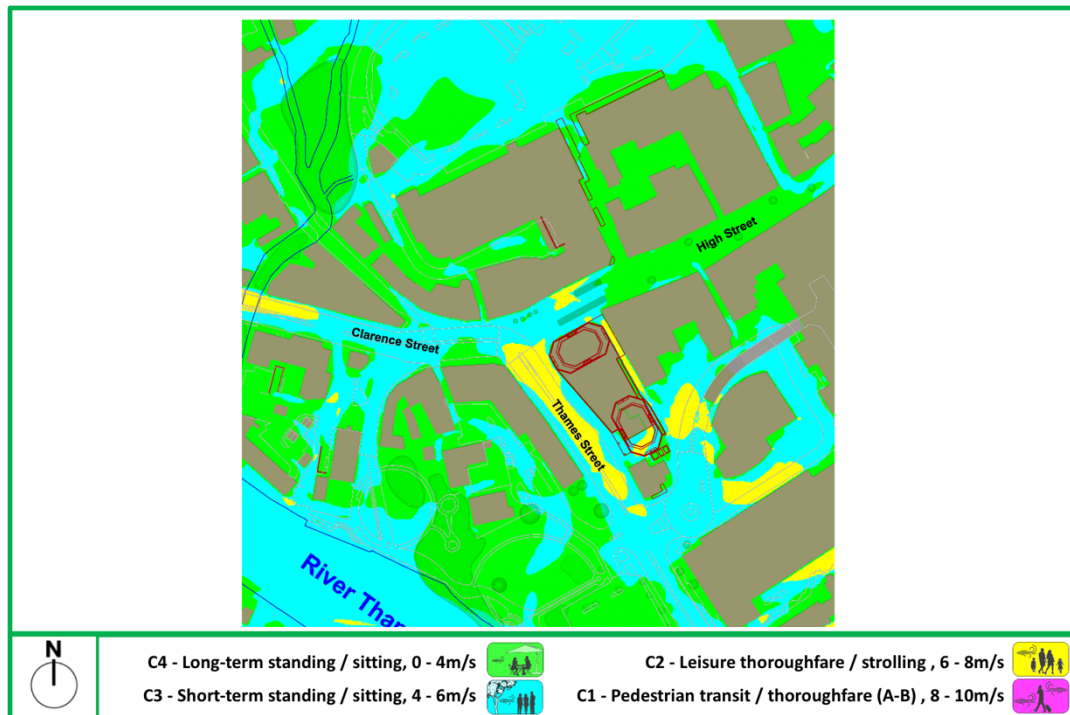 High Street
Clarence Street
Thames Street
River Thar
N
C4 - Long-term standing / sitting, 0 - 4m/s
C2 - Leisure thoroughfare / strolling , 6 - 8m/s
C3 - Short-term standing / sitting, 4 - 6m/s
C1 - Pedestrian transit / thoroughfare (A-B) , 8 - 10m/s